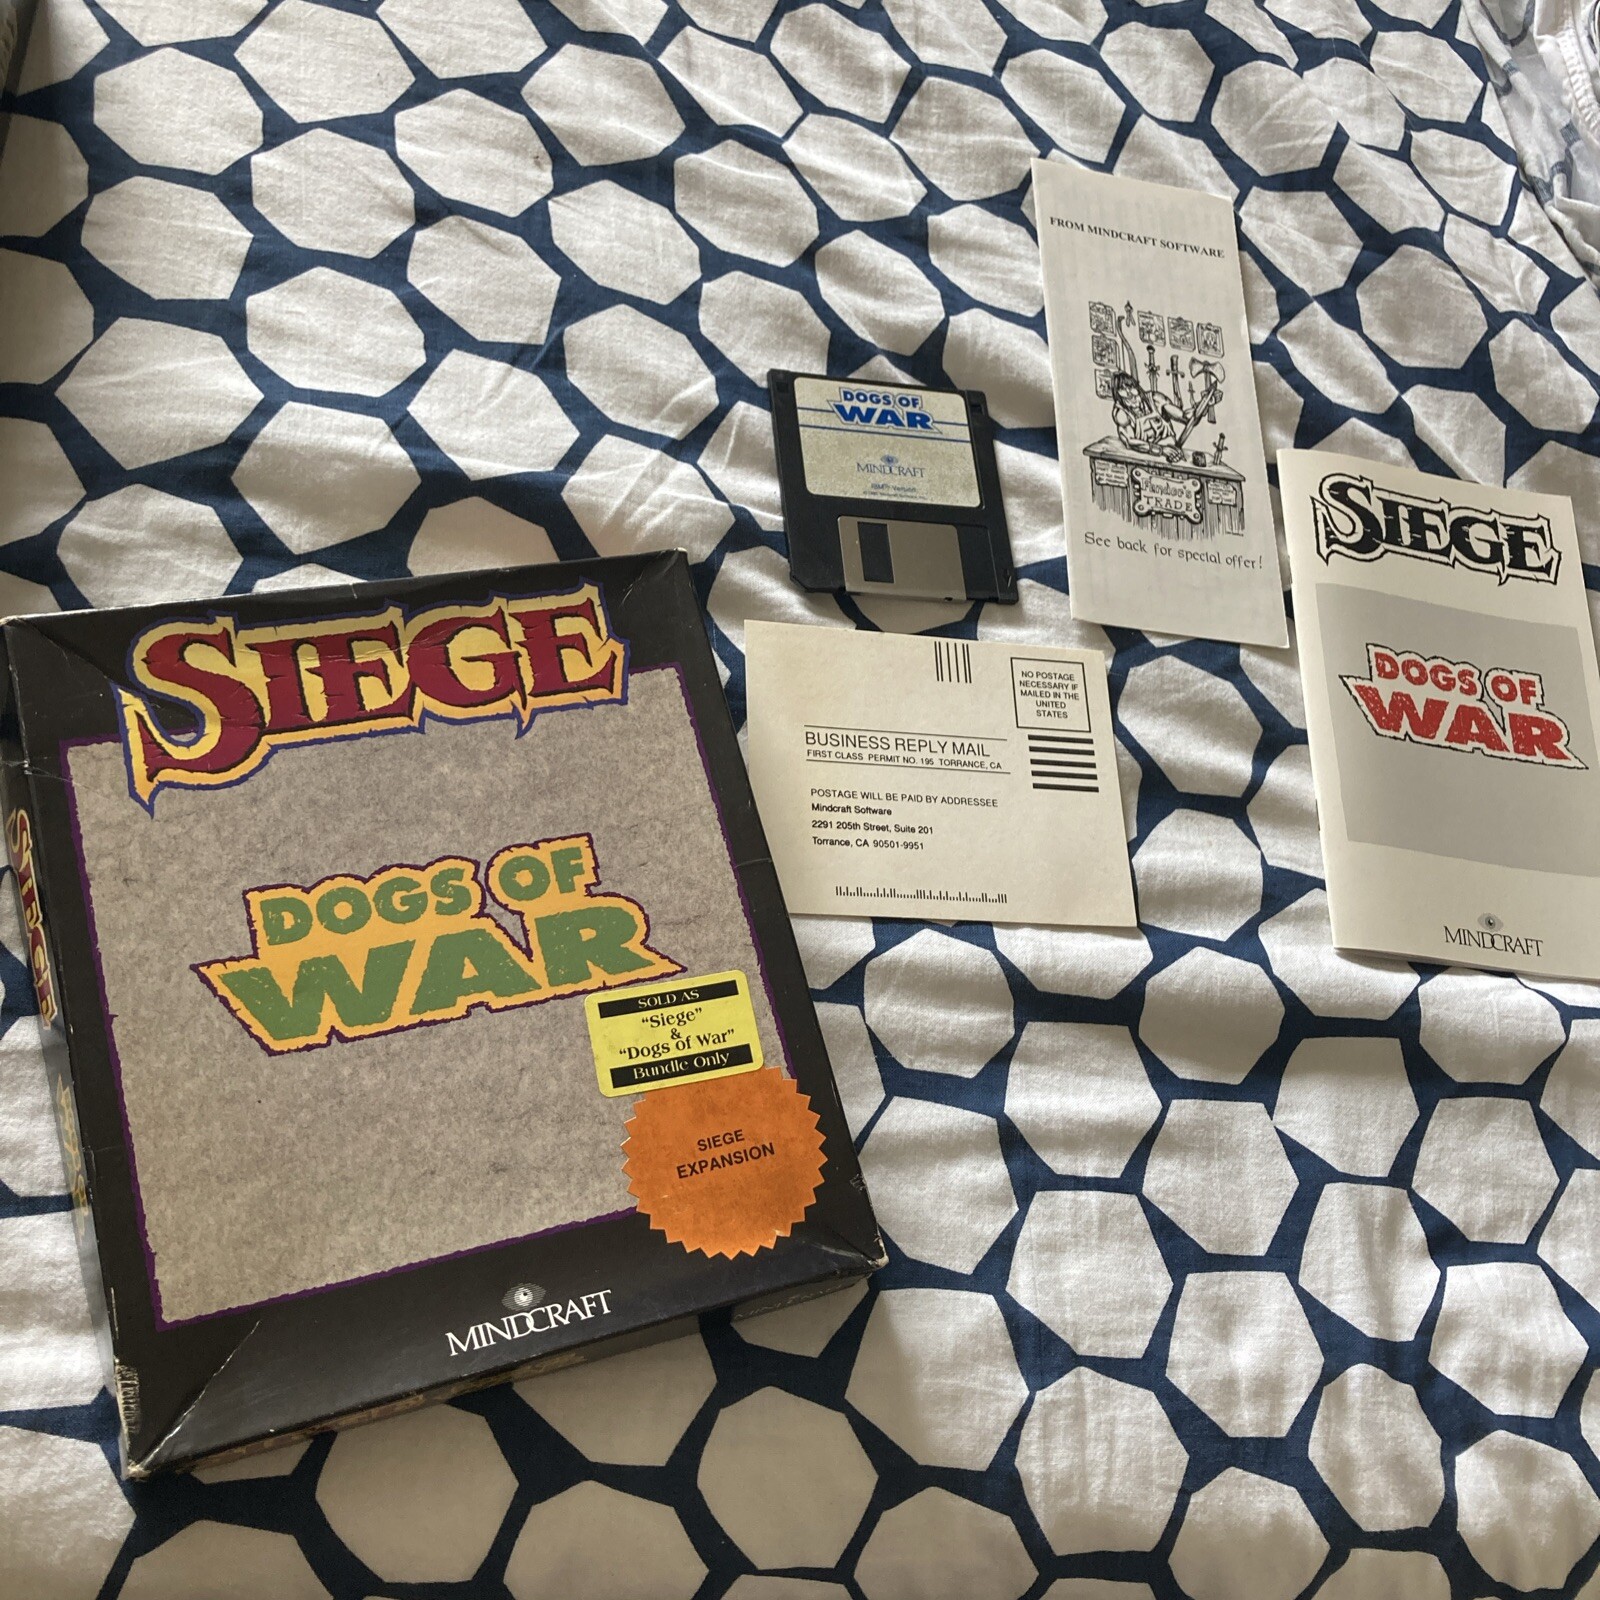 SIEGE
DOGS OF
WAR
SOLD AS
"Siege"
&
"Dogs of War"
Bundle Only
SIEGE
EXPANSION
MINDCRAFT
SIEGE
DOGS OF
WAR
MINDCRAFT
FROM MINDCRAFT SOFTWARE
TRADE
See back for special offer!
NO POSTAGE
NECESSARY IF
MAILED IN THE
UNITED
STATES
BUSINESS REPLY MAIL
FIRST CLASS PERMIT NO. 195 TORRANCE, CA
POSTAGE WILL BE PAID BY ADDRESSEE
Mindcraft Software
2291 205th Street, Suite 201
Torrance, CA 90501-9951
SIEGE
DOGS OF
WAR
MINDCRAFT